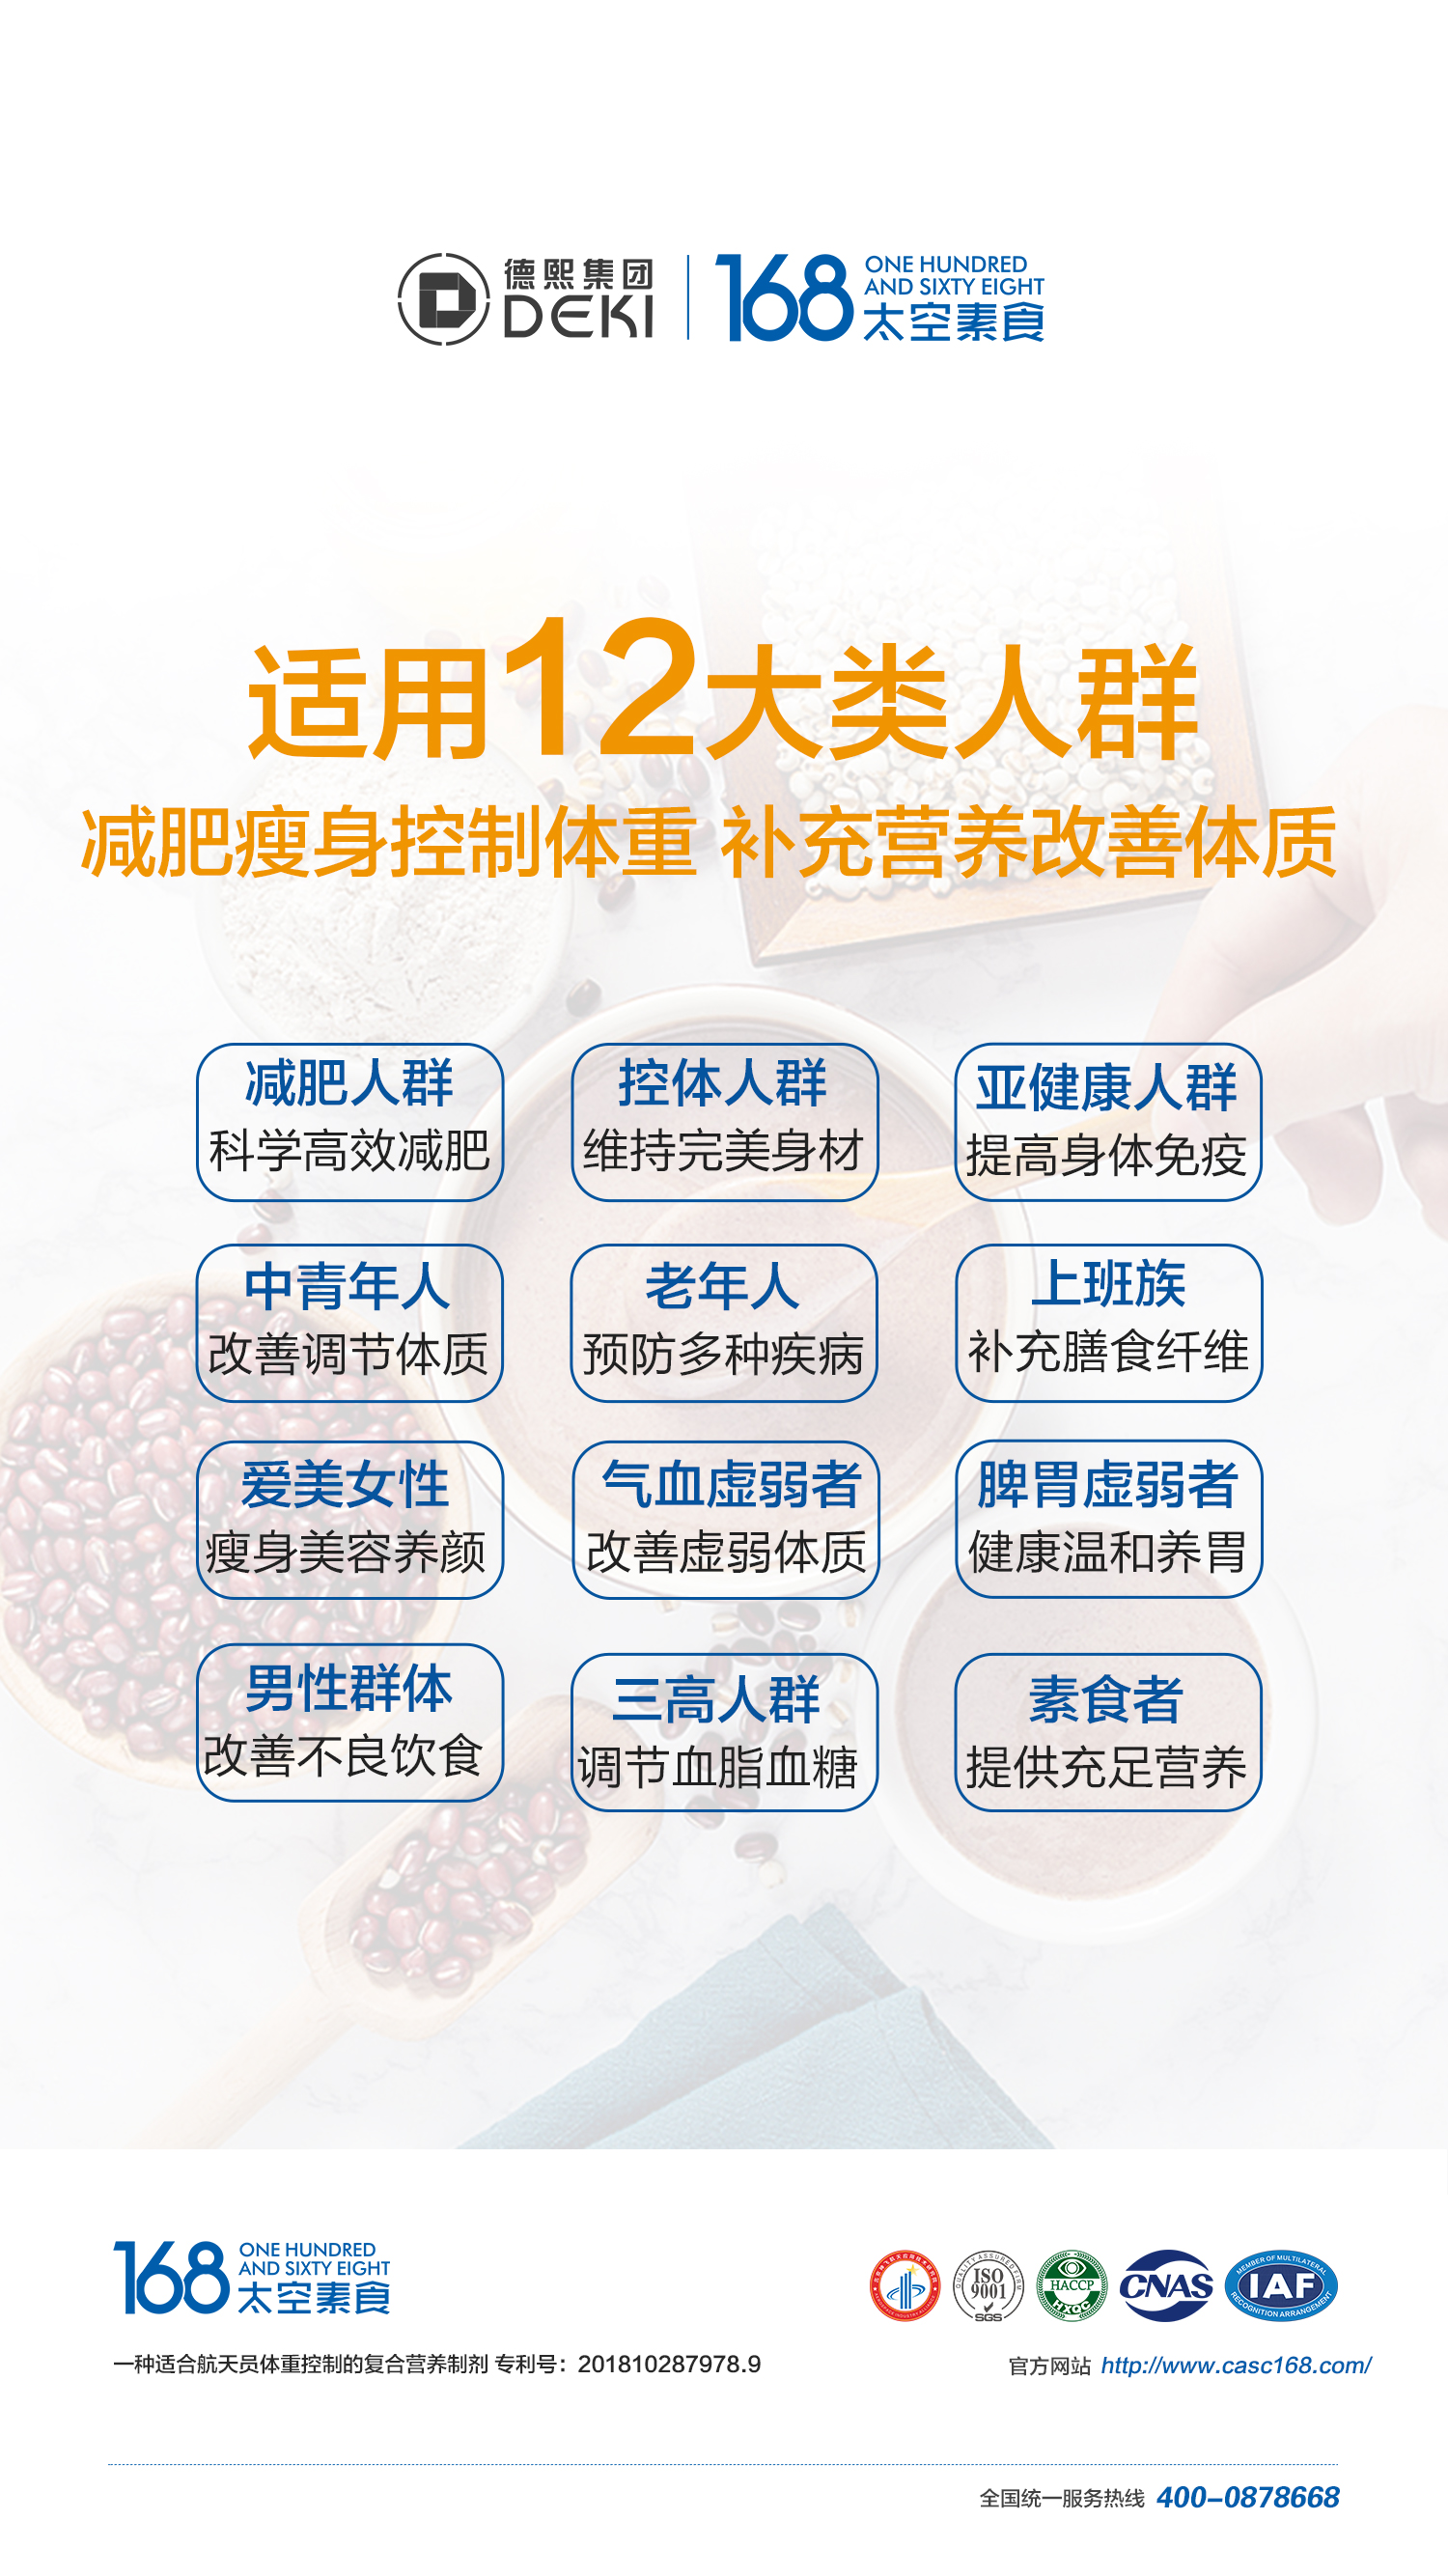 德熙集团
DEKI
168
ONE HUNDRED
AND SIXTY EIGHT
太空素食
适用12大类人群
减肥瘦身控制体重 补充营养改善体质
减肥人群
科学高效减肥
控体人群
维持完美身材
亚健康人群
提高身体免疫
中青年人
改善调节体质
老年人
预防多种疾病
上班族
补充膳食纤维
爱美女性
瘦身美容养颜
气血虚弱者
改善虚弱体质
脾胃虚弱者
健康温和养胃
男性群体
改善不良饮食
三高人群
调节血脂血糖
素食者
提供充足营养
168
ONE HUNDRED
AND SIXTY EIGHT
太空素食
QUALITY ASSURED FIRM
ISO
9001
SGS
HACCP
HXQC
CNAS
MEMBER OF MULTILATERAL
IAF
RECOGNITION ARRANGEMENT
一种适合航天员体重控制的复合营养制剂 专利号：201810287978.9
官方网站 http://www.casc168.com/
全国统一服务热线 400-0878668